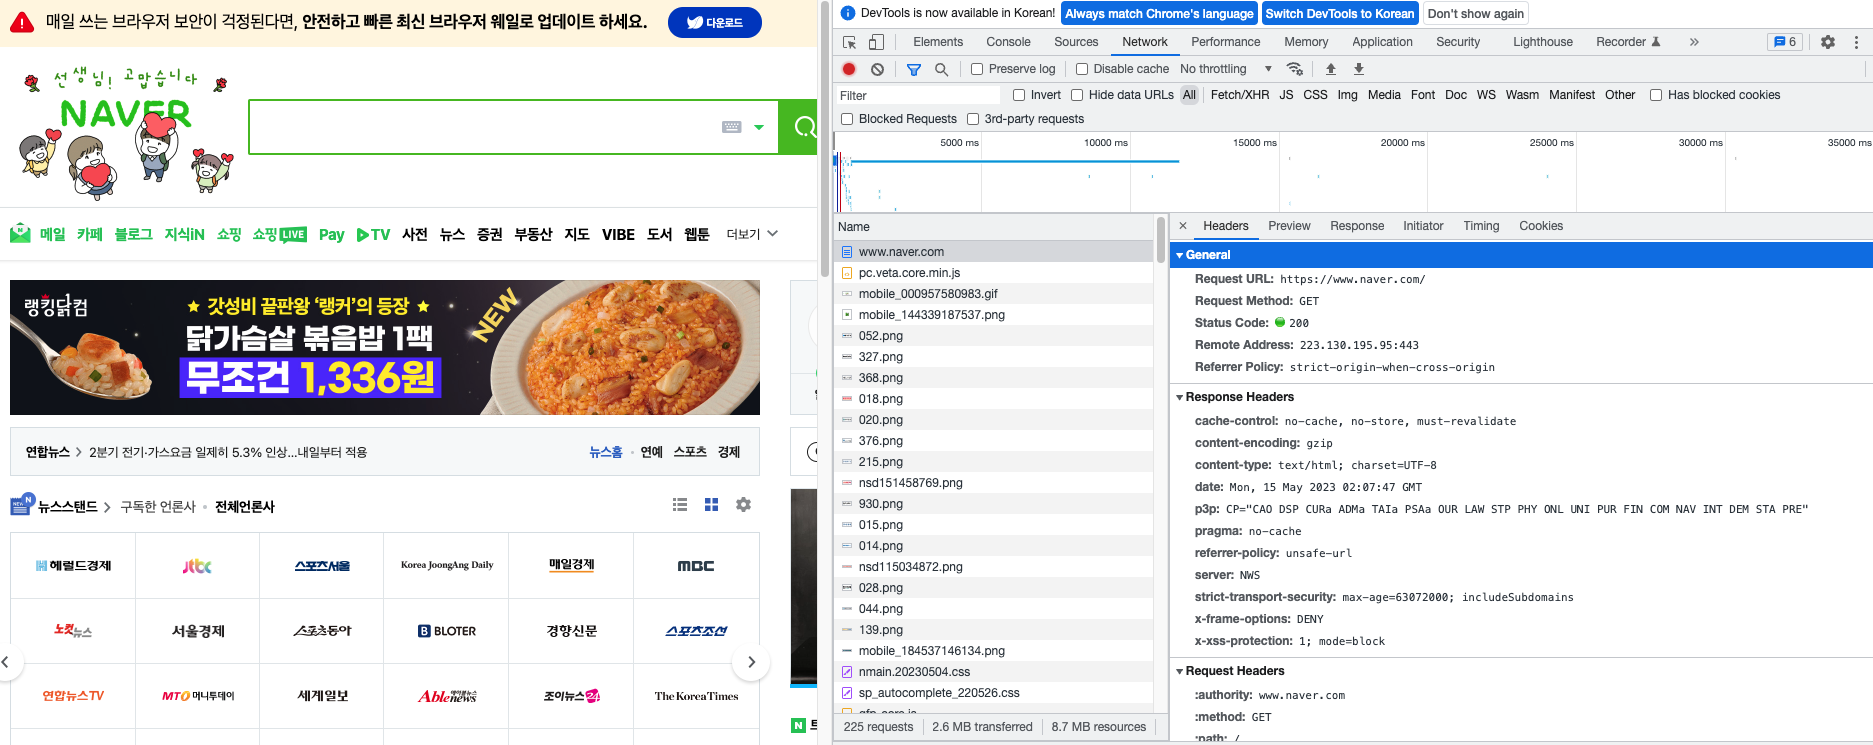 매일 쓰는 브라우저 보안이 걱정된다면, 안전하고 빠른 최신 브라우저 웨일로 업데이트 하세요.
다운로드
선생님! 고맙습니다
NAVER
메일 카페 블로그 지식iN 쇼핑 쇼핑LIVE Pay TV 사전 뉴스 증권 부동산 지도 VIBE 도서 웹툰 더보기
랭킹닭컴
갓성비 끝판왕 '랭커'의 등장
NEW
닭가슴살 볶음밥 1팩
무조건 1,336원
연합뉴스 > 2분기 전기·가스요금 일제히 5.3% 인상...내일부터 적용
뉴스홈 · 연예 스포츠 경제
뉴스스탠드 > 구독한 언론사 · 전체언론사
헤럴드경제 jtbc 스포츠서울 Korea JoongAng Daily 매일경제 MBC
노컷뉴스 서울경제 스포츠동아 BLOTER 경향신문 스포츠조선
연합뉴스TV MTO 머니투데이 세계일보 Able news 에이블뉴스 조이뉴스24 The Korea Times
N
DevTools is now available in Korean! Always match Chrome's language Switch DevTools to Korean Don't show again
Elements Console Sources Network Performance Memory Application Security Lighthouse Recorder » 6
Preserve log Disable cache No throttling
Filter Invert Hide data URLs All Fetch/XHR JS CSS Img Media Font Doc WS Wasm Manifest Other Has blocked cookies
Blocked Requests 3rd-party requests
5000 ms 10000 ms 15000 ms 20000 ms 25000 ms 30000 ms 35000 ms
Name
www.naver.com
pc.veta.core.min.js
mobile_000957580983.gif
mobile_144339187537.png
052.png
327.png
368.png
018.png
020.png
376.png
215.png
nsd151458769.png
930.png
015.png
014.png
nsd115034872.png
028.png
044.png
139.png
mobile_184537146134.png
nmain.20230504.css
sp_autocomplete_220526.css
225 requests 2.6 MB transferred 8.7 MB resources
× Headers Preview Response Initiator Timing Cookies
General
Request URL: https://www.naver.com/
Request Method: GET
Status Code: 200
Remote Address: 223.130.195.95:443
Referrer Policy: strict-origin-when-cross-origin
Response Headers
cache-control: no-cache, no-store, must-revalidate
content-encoding: gzip
content-type: text/html; charset=UTF-8
date: Mon, 15 May 2023 02:07:47 GMT
p3p: CP="CAO DSP CURa ADMa TAIa PSAa OUR LAW STP PHY ONL UNI PUR FIN COM NAV INT DEM STA PRE"
pragma: no-cache
referrer-policy: unsafe-url
server: NWS
strict-transport-security: max-age=63072000; includeSubdomains
x-frame-options: DENY
x-xss-protection: 1; mode=block
Request Headers
:authority: www.naver.com
:method: GET
:path: /